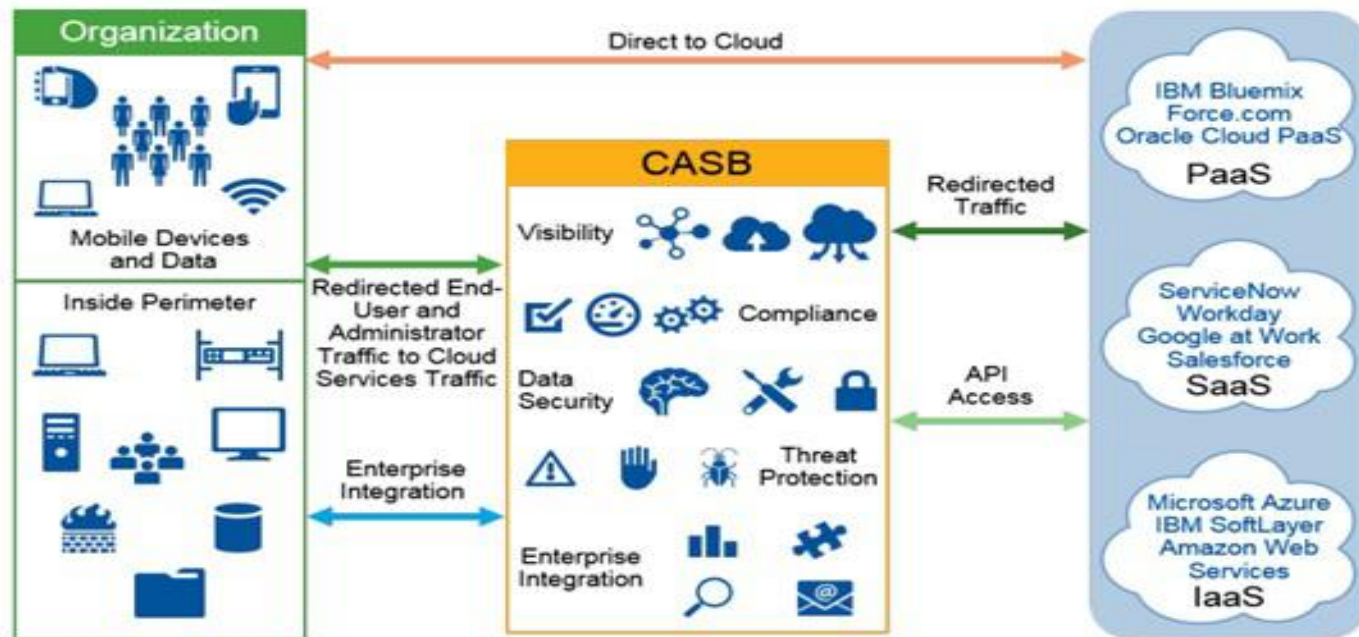 Organization
Mobile Devices
and Data
Inside Perimeter
Direct to Cloud
Redirected End-
User and
Administrator
Traffic to Cloud
Services Traffic
Enterprise
Integration
CASB
Visibility
Compliance
Data
Security
Threat
Protection
Enterprise
Integration
@
Redirected
Traffic
API
Access
IBM Bluemix
Force.com
Oracle Cloud PaaS
PaaS
ServiceNow
Workday
Google at Work
Salesforce
SaaS
Microsoft Azure
IBM SoftLayer
Amazon Web
Services
IaaS